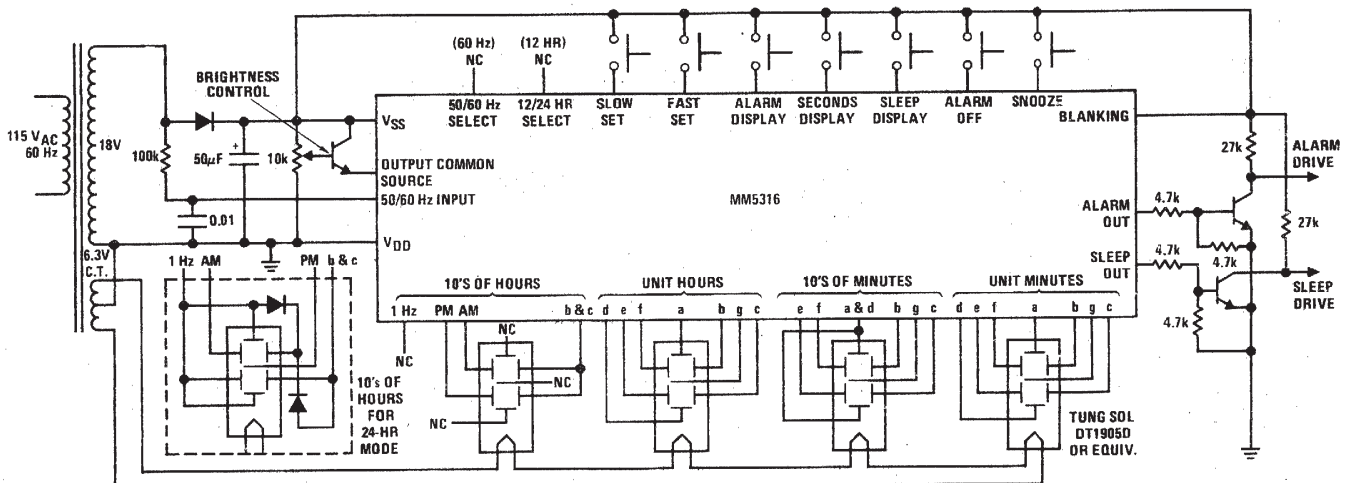 (60 Hz)
NC
(12 HR)
NC
BRIGHTNESS
CONTROL
115 VAC
60 Hz
18V
100k
50µF
+
10k
0.01
6.3V
C.T.
VSS
OUTPUT COMMON
SOURCE
50/60 Hz INPUT
VDD
50/60 Hz
SELECT
12/24 HR
SELECT
SLOW
SET
FAST
SET
ALARM
DISPLAY
SECONDS
DISPLAY
SLEEP
DISPLAY
ALARM
OFF
SNOOZE
BLANKING
MM5316
ALARM
OUT
SLEEP
OUT
27k
ALARM
DRIVE
4.7k
27k
4.7k
4.7k
SLEEP
DRIVE
4.7k
1 Hz AM PM b & c
10's OF
HOURS
FOR
24-HR
MODE
10'S OF HOURS
UNIT HOURS
10'S OF MINUTES
UNIT MINUTES
1 Hz PM AM b & c
d e f a b g c
e f a & d b g c
d e f a b g c
NC
NC
NC
NC
TUNG SOL
DT1905D
OR EQUIV.